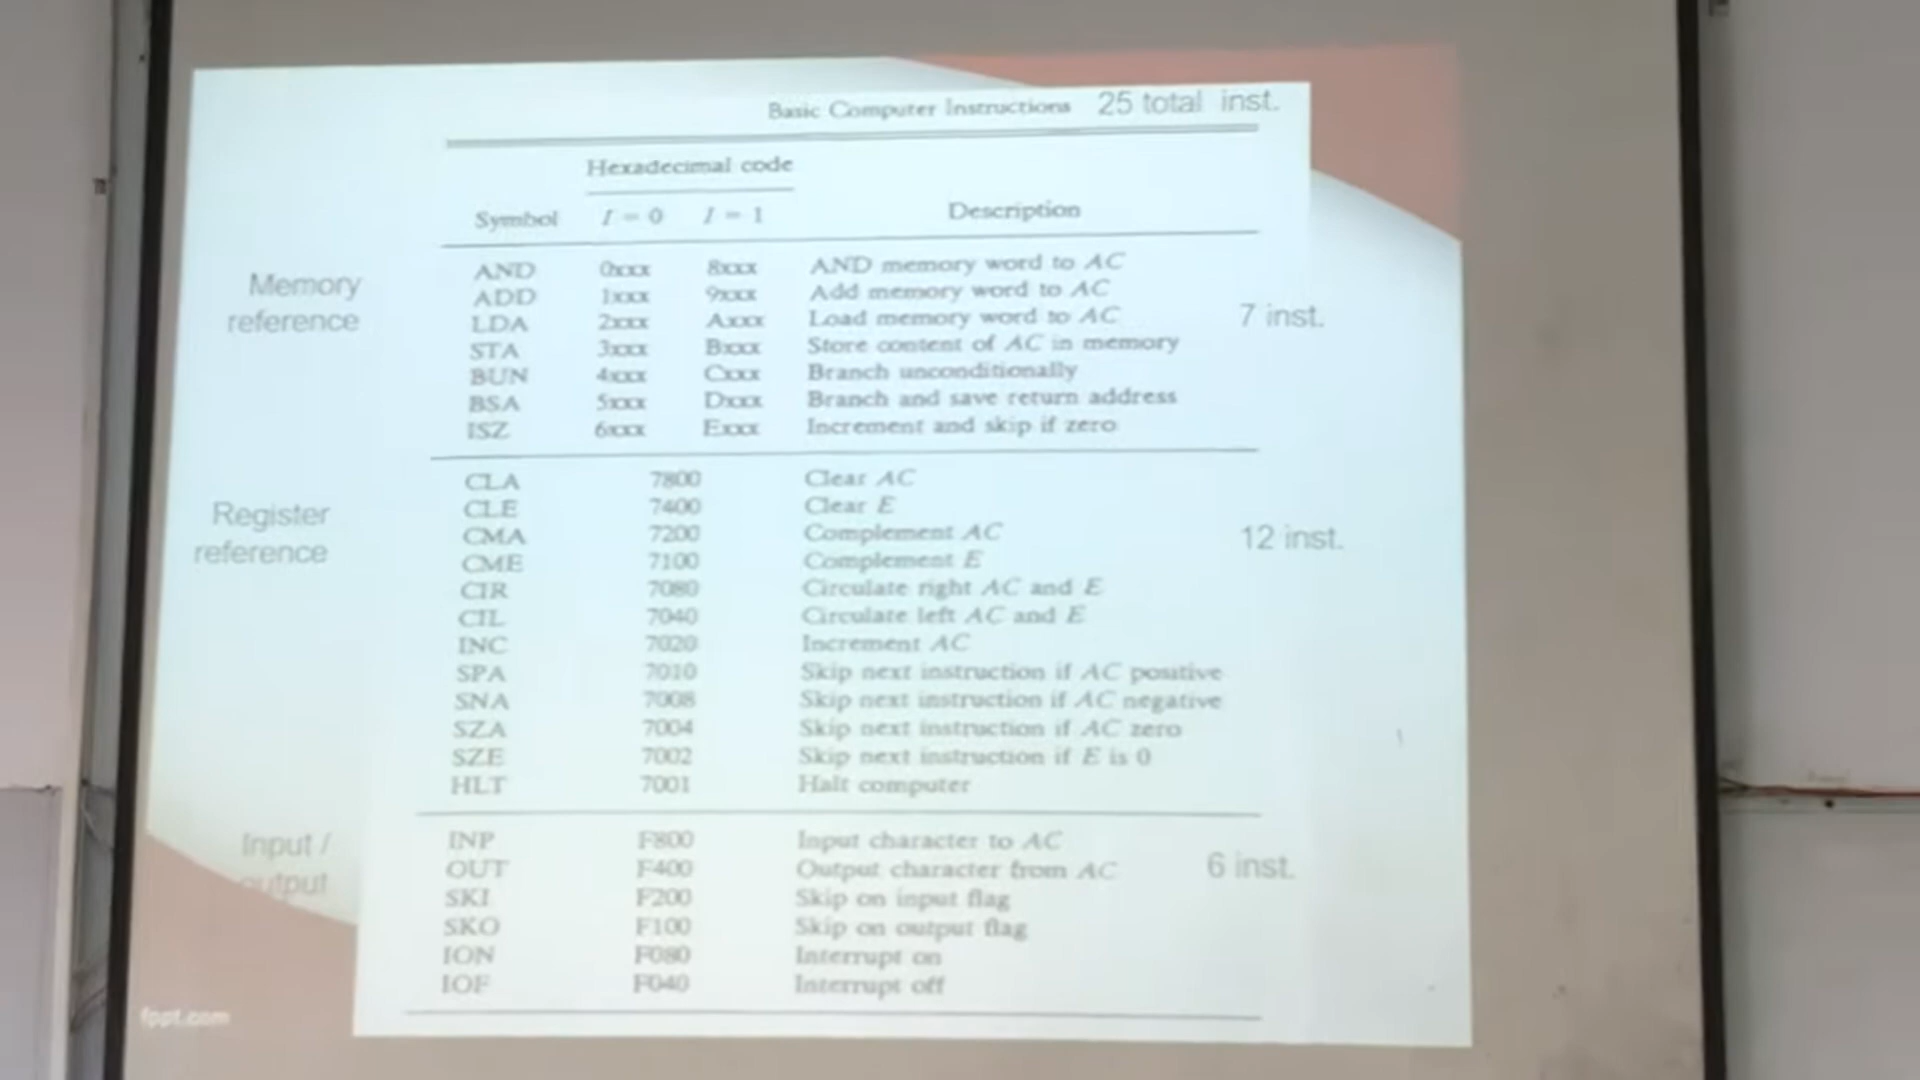 Basic Computer Instructions 25 total inst.
Hexadecimal code
Symbol I = 0 I = 1 Description
Memory reference
AND 0xxx 8xxx AND memory word to AC
ADD 1xxx 9xxx Add memory word to AC
LDA 2xxx Axxx Load memory word to AC
STA 3xxx Bxxx Store content of AC in memory
BUN 4xxx Cxxx Branch unconditionally
BSA 5xxx Dxxx Branch and save return address
ISZ 6xxx Exxx Increment and skip if zero
7 inst.
Register reference
CLA 7800 Clear AC
CLE 7400 Clear E
CMA 7200 Complement AC
CME 7100 Complement E
CIR 7080 Circulate right AC and E
CIL 7040 Circulate left AC and E
INC 7020 Increment AC
SPA 7010 Skip next instruction if AC positive
SNA 7008 Skip next instruction if AC negative
SZA 7004 Skip next instruction if AC zero
SZE 7002 Skip next instruction if E is 0
HLT 7001 Halt computer
12 inst.
Input / output
INP F800 Input character to AC
OUT F400 Output character from AC
SKI F200 Skip on input flag
SKO F100 Skip on output flag
ION F080 Interrupt on
IOF F040 Interrupt off
6 inst.
fppt.com